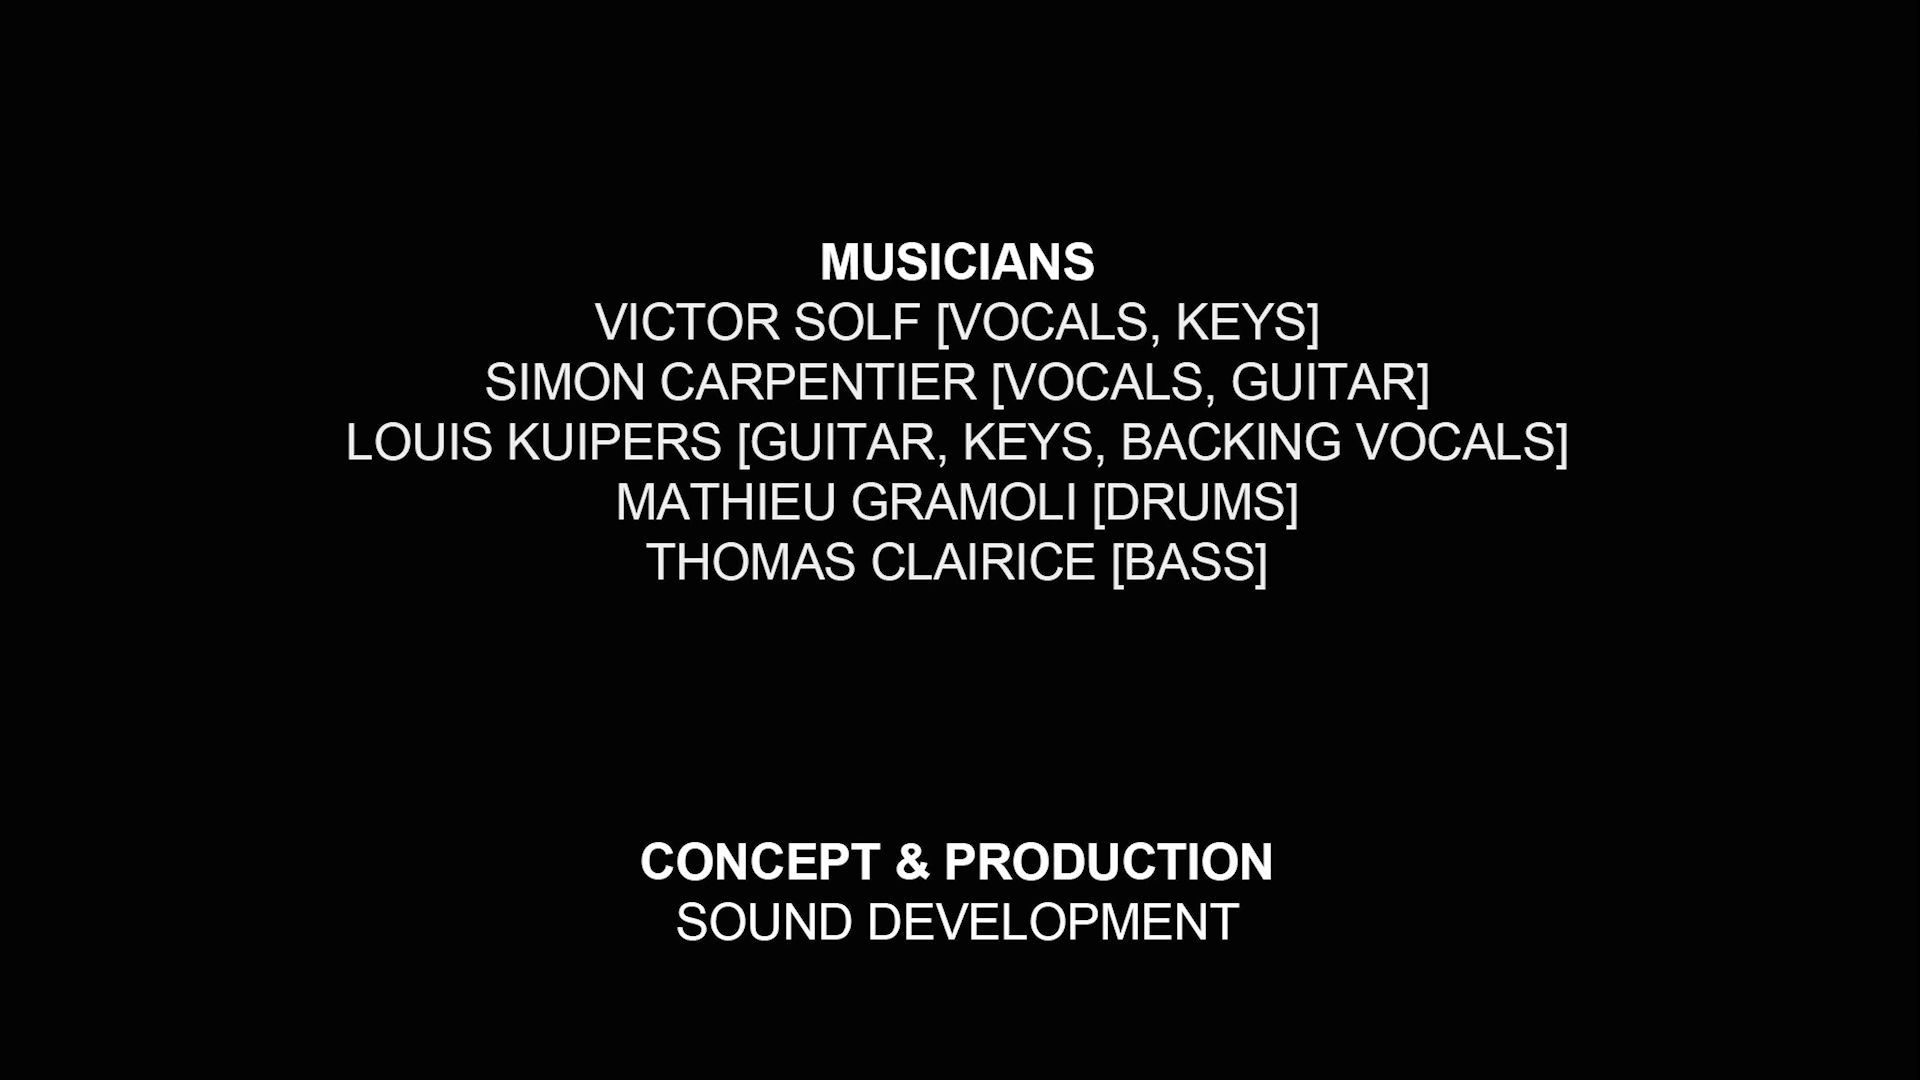 MUSICIANS
VICTOR SOLF [VOCALS, KEYS]
SIMON CARPENTIER [VOCALS, GUITAR]
LOUIS KUIPERS [GUITAR, KEYS, BACKING VOCALS]
MATHIEU GRAMOLI [DRUMS]
THOMAS CLAIRICE [BASS]
CONCEPT & PRODUCTION
SOUND DEVELOPMENT